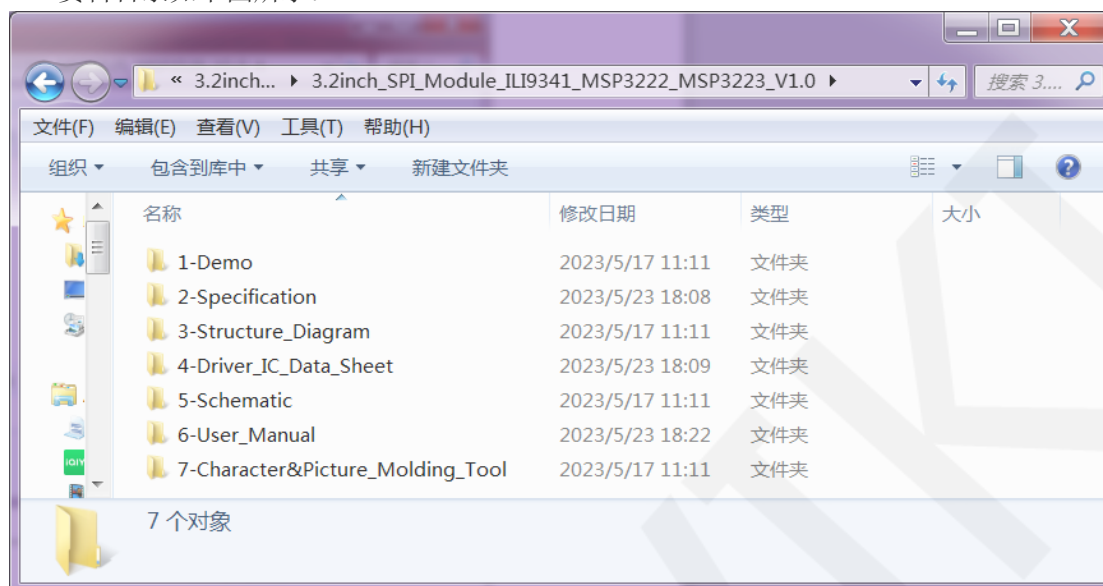 « 3.2inch... ▸ 3.2inch_SPI_Module_ILI9341_MSP3222_MSP3223_V1.0 ▸ 搜索 3....
文件(F) 编辑(E) 查看(V) 工具(T) 帮助(H)
组织 包含到库中 共享 新建文件夹
名称 修改日期 类型 大小
1-Demo 2023/5/17 11:11 文件夹
2-Specification 2023/5/23 18:08 文件夹
3-Structure_Diagram 2023/5/17 11:11 文件夹
4-Driver_IC_Data_Sheet 2023/5/23 18:09 文件夹
5-Schematic 2023/5/17 11:11 文件夹
6-User_Manual 2023/5/23 18:22 文件夹
7-Character&Picture_Molding_Tool 2023/5/17 11:11 文件夹
7 个对象